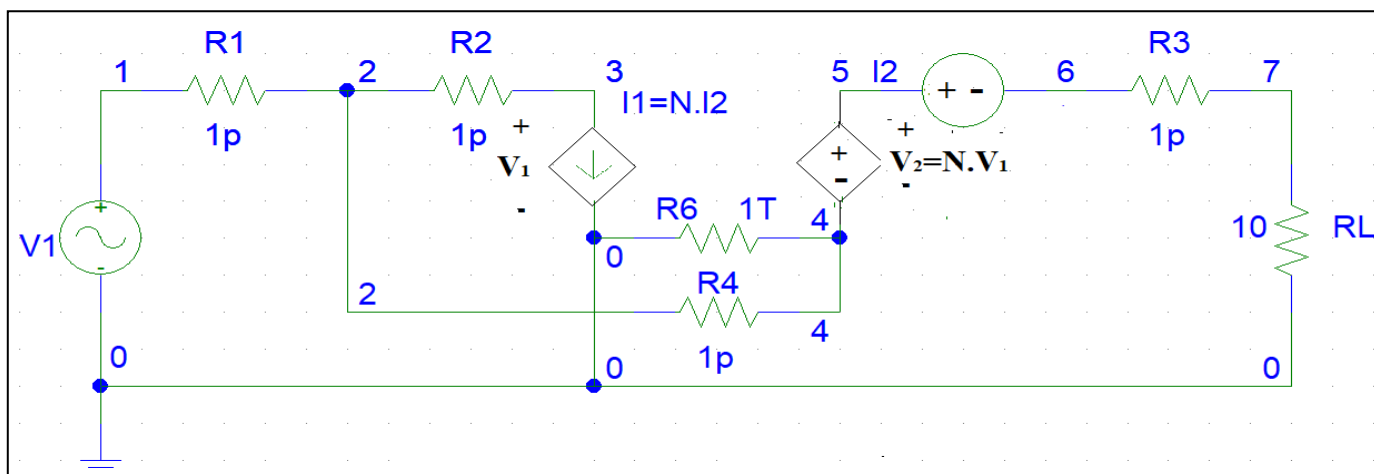 R1 R2 R3
1 2 3 5 I2 6 7
I1=N.I2
+ - 
1p 1p + + 1p
V₁ + V₂=N.V₁
- - -
R6 1T 4
V1 + 0 10 RL
- R4
2 4
0 1p 0 0